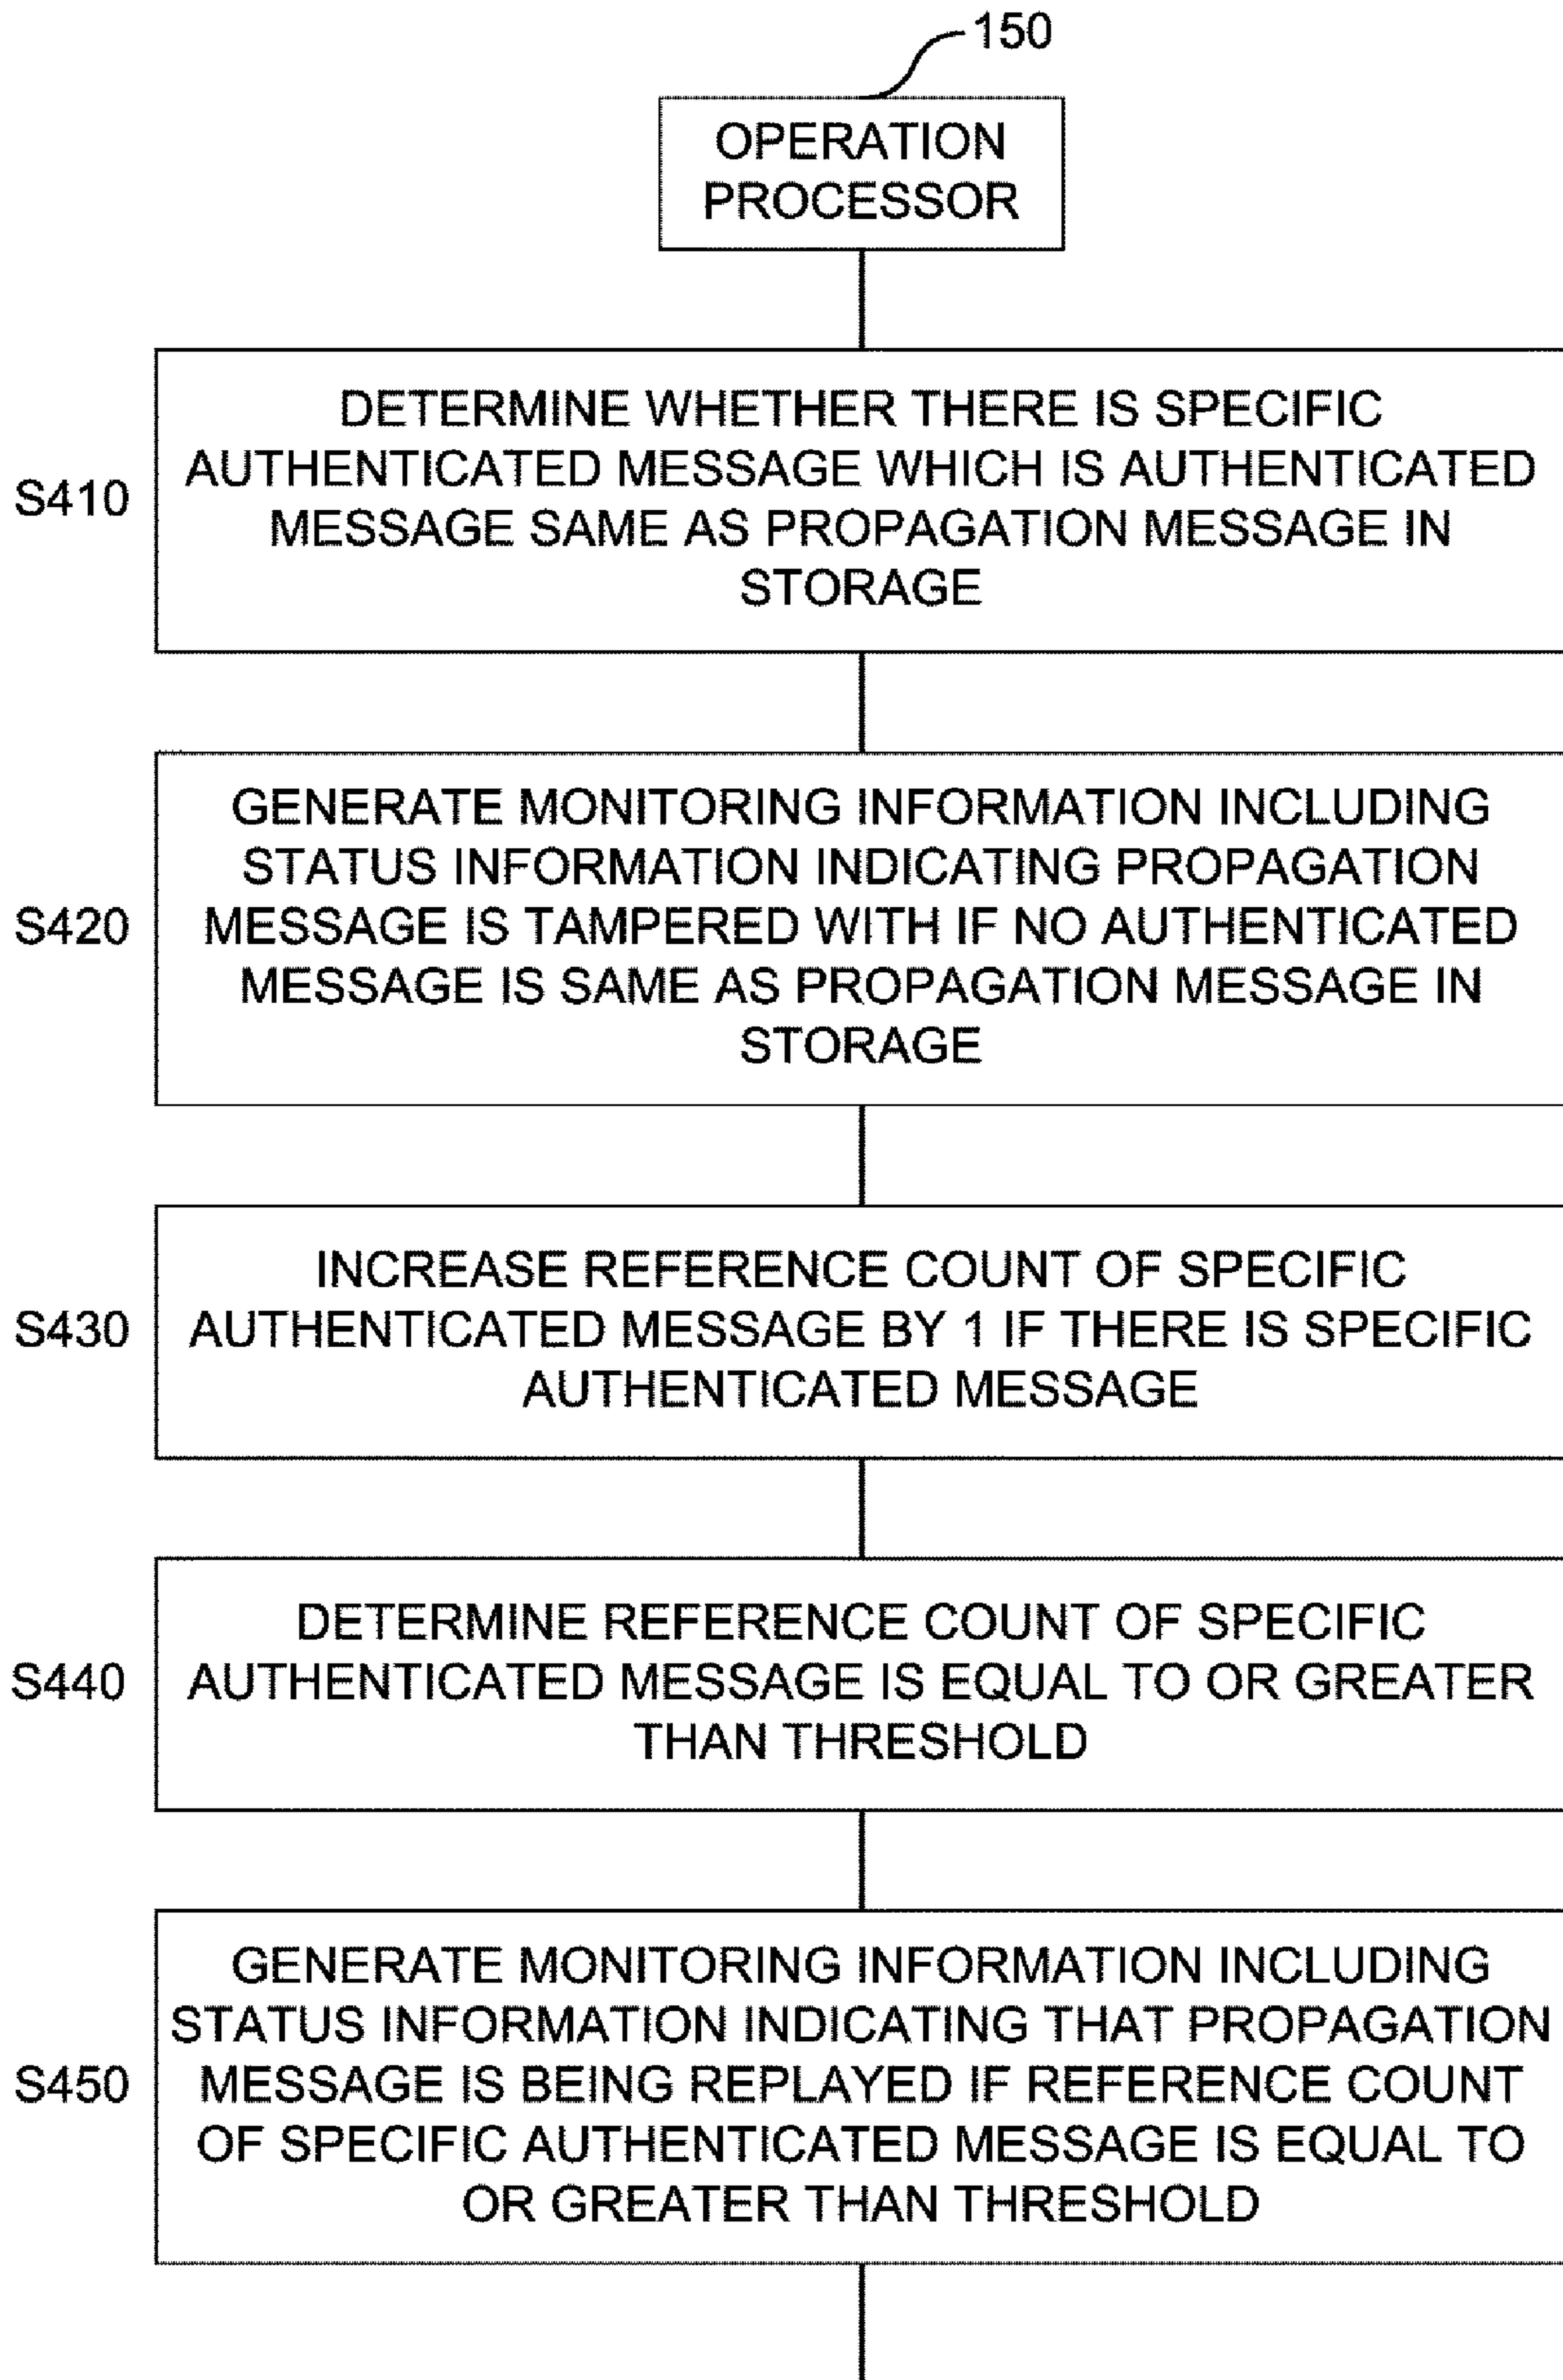 150
OPERATION
PROCESSOR
S410
DETERMINE WHETHER THERE IS SPECIFIC
AUTHENTICATED MESSAGE WHICH IS AUTHENTICATED
MESSAGE SAME AS PROPAGATION MESSAGE IN
STORAGE
S420
GENERATE MONITORING INFORMATION INCLUDING
STATUS INFORMATION INDICATING PROPAGATION
MESSAGE IS TAMPERED WITH IF NO AUTHENTICATED
MESSAGE IS SAME AS PROPAGATION MESSAGE IN
STORAGE
S430
INCREASE REFERENCE COUNT OF SPECIFIC
AUTHENTICATED MESSAGE BY 1 IF THERE IS SPECIFIC
AUTHENTICATED MESSAGE
S440
DETERMINE REFERENCE COUNT OF SPECIFIC
AUTHENTICATED MESSAGE IS EQUAL TO OR GREATER
THAN THRESHOLD
S450
GENERATE MONITORING INFORMATION INCLUDING
STATUS INFORMATION INDICATING THAT PROPAGATION
MESSAGE IS BEING REPLAYED IF REFERENCE COUNT
OF SPECIFIC AUTHENTICATED MESSAGE IS EQUAL TO
OR GREATER THAN THRESHOLD